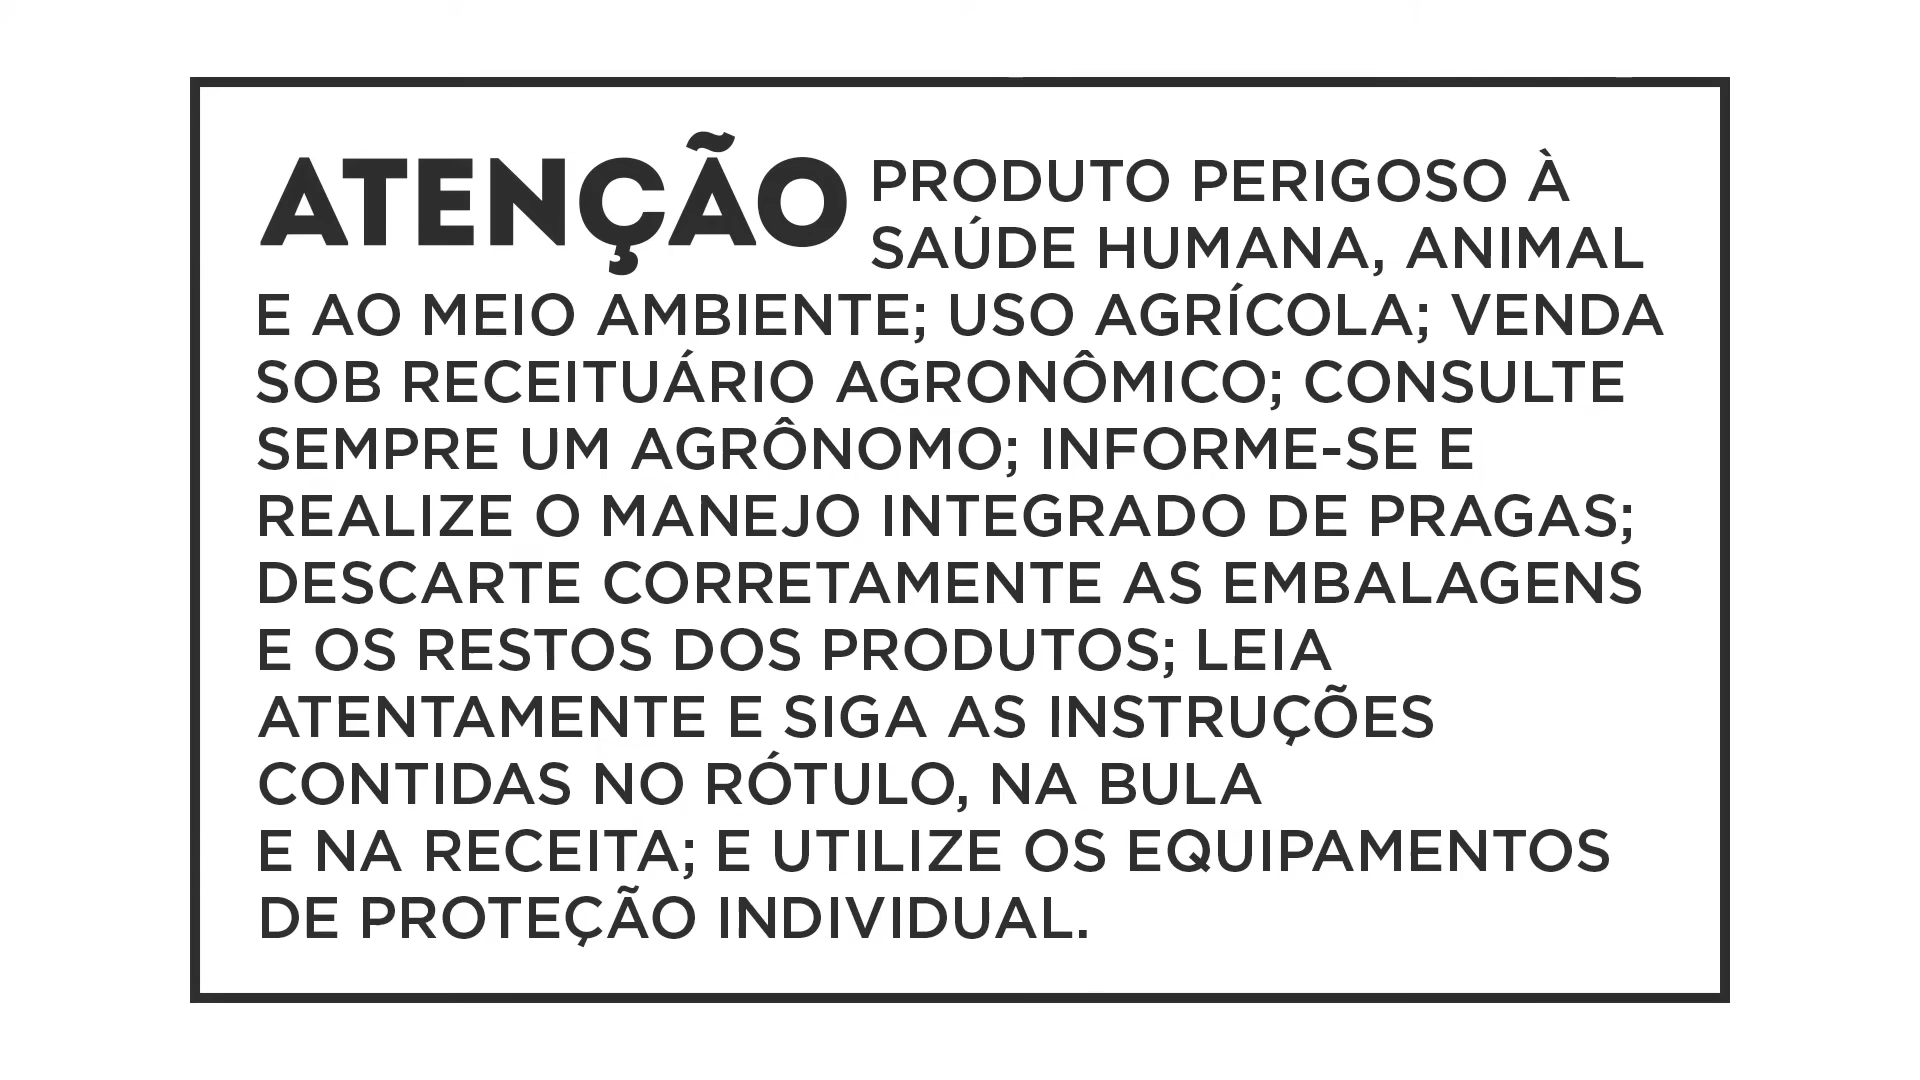 ATENÇÃO PRODUTO PERIGOSO À
SAÚDE HUMANA, ANIMAL
E AO MEIO AMBIENTE; USO AGRÍCOLA; VENDA
SOB RECEITUÁRIO AGRONÔMICO; CONSULTE
SEMPRE UM AGRÔNOMO; INFORME-SE E
REALIZE O MANEJO INTEGRADO DE PRAGAS;
DESCARTE CORRETAMENTE AS EMBALAGENS
E OS RESTOS DOS PRODUTOS; LEIA
ATENTAMENTE E SIGA AS INSTRUÇÕES
CONTIDAS NO RÓTULO, NA BULA
E NA RECEITA; E UTILIZE OS EQUIPAMENTOS
DE PROTEÇÃO INDIVIDUAL.